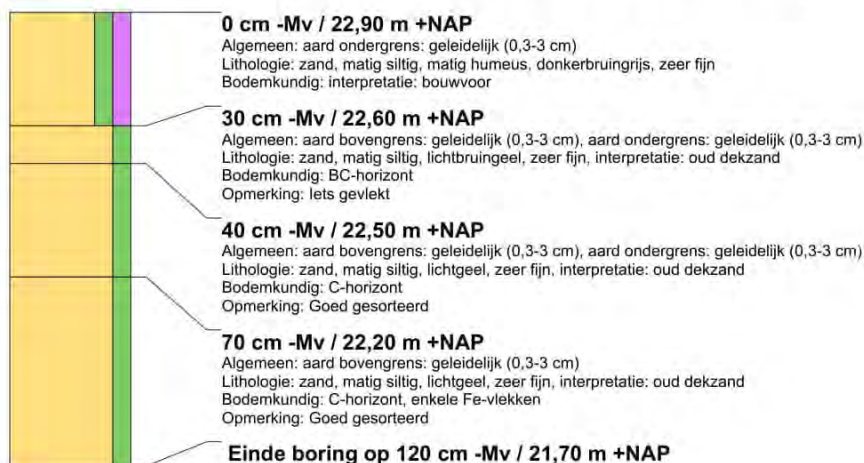 0 cm -Mv / 22,90 m +NAP
Algemeen: aard ondergrens: geleidelijk (0,3-3 cm)
Lithologie: zand, matig siltig, matig humeus, donkerbruingrijs, zeer fijn
Bodemkundig: interpretatie: bouwvoor
30 cm -Mv / 22,60 m +NAP
Algemeen: aard bovengrens: geleidelijk (0,3-3 cm), aard ondergrens: geleidelijk (0,3-3 cm)
Lithologie: zand, matig siltig, lichtbruingeel, zeer fijn, interpretatie: oud dekzand
Bodemkundig: BC-horizont
Opmerking: Iets gevlekt
40 cm -Mv / 22,50 m +NAP
Algemeen: aard bovengrens: geleidelijk (0,3-3 cm), aard ondergrens: geleidelijk (0,3-3 cm)
Lithologie: zand, matig siltig, lichtgeel, zeer fijn, interpretatie: oud dekzand
Bodemkundig: C-horizont
Opmerking: Goed gesorteerd
70 cm -Mv / 22,20 m +NAP
Algemeen: aard bovengrens: geleidelijk (0,3-3 cm)
Lithologie: zand, matig siltig, lichtgeel, zeer fijn, interpretatie: oud dekzand
Bodemkundig: C-horizont, enkele Fe-vlekken
Opmerking: Goed gesorteerd
Einde boring op 120 cm -Mv / 21,70 m +NAP